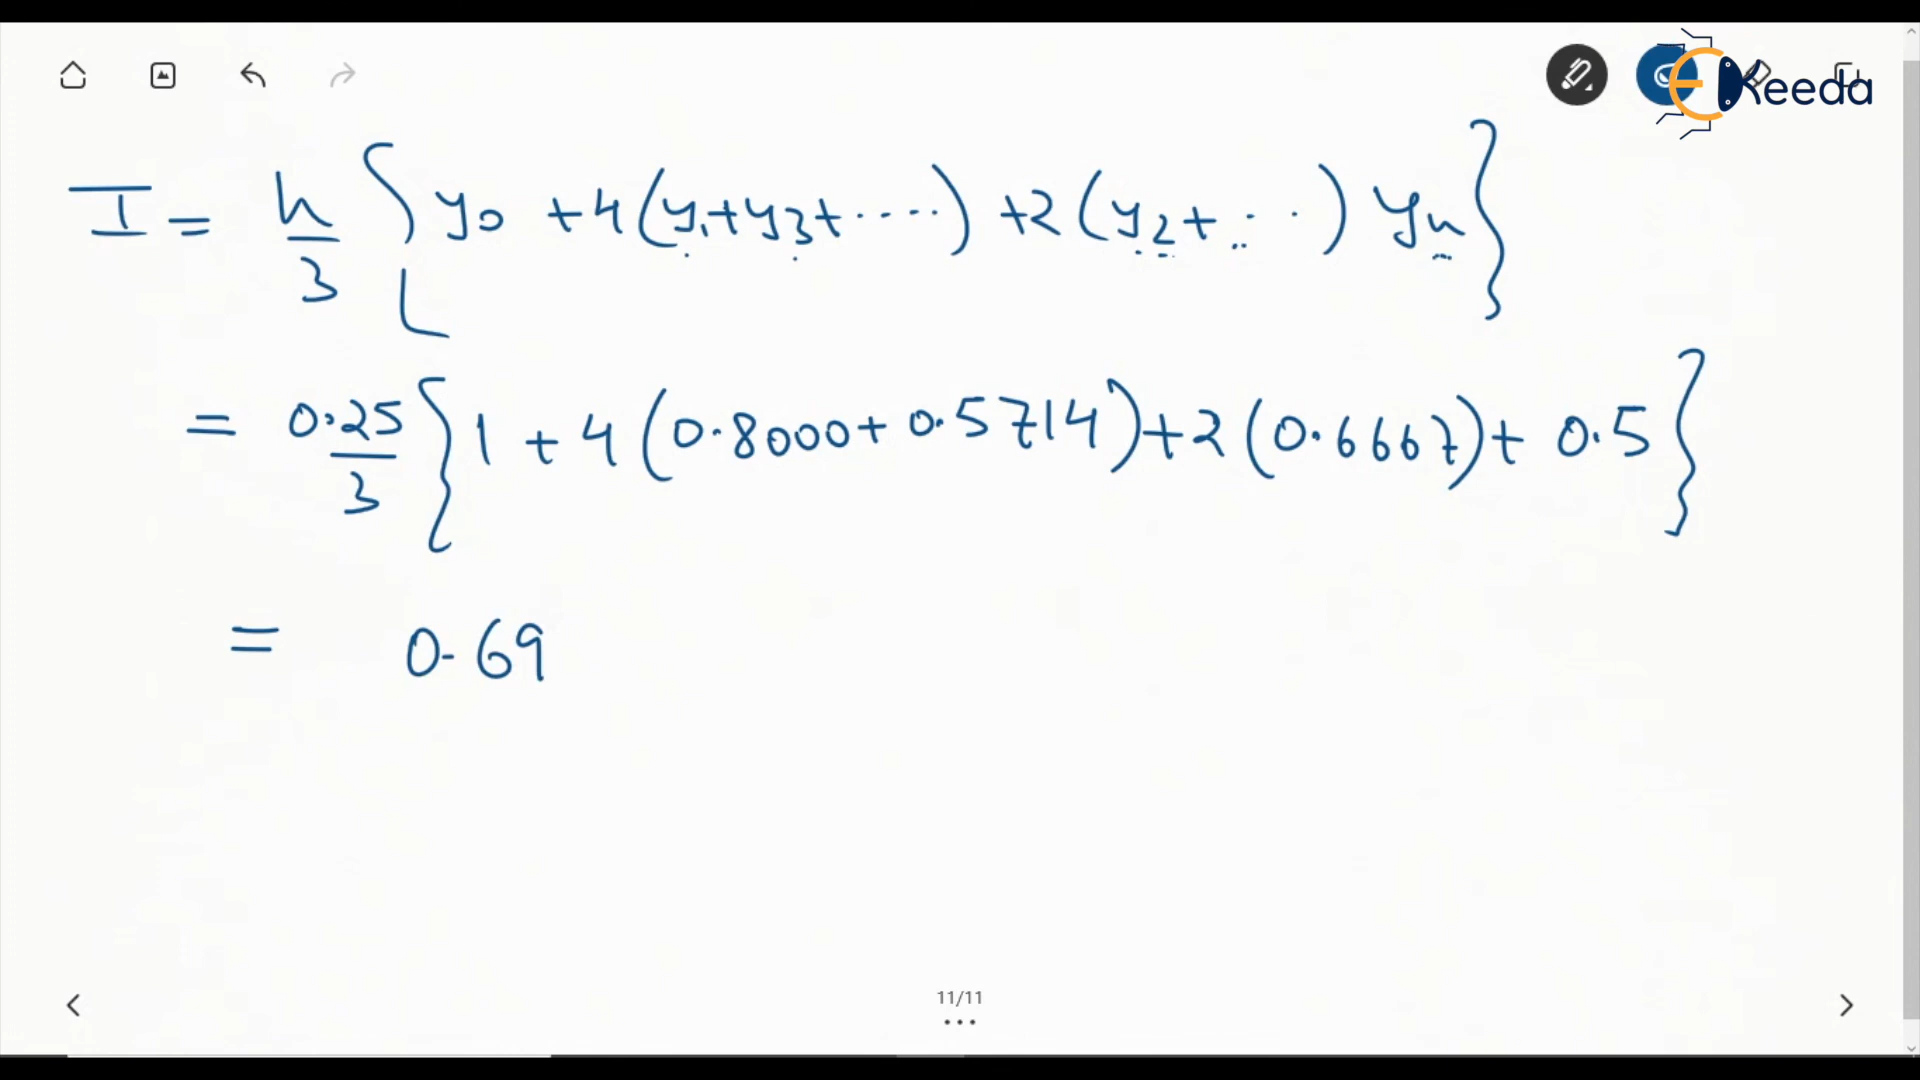 EKeeda
I = h/3 { y₀ + 4(y₁+y₃+.....) + 2(y₂+...) yₙ }
= 0.25/3 { 1 + 4(0.8000+0.5714) + 2(0.6667) + 0.5 }
= 0.69
11/11